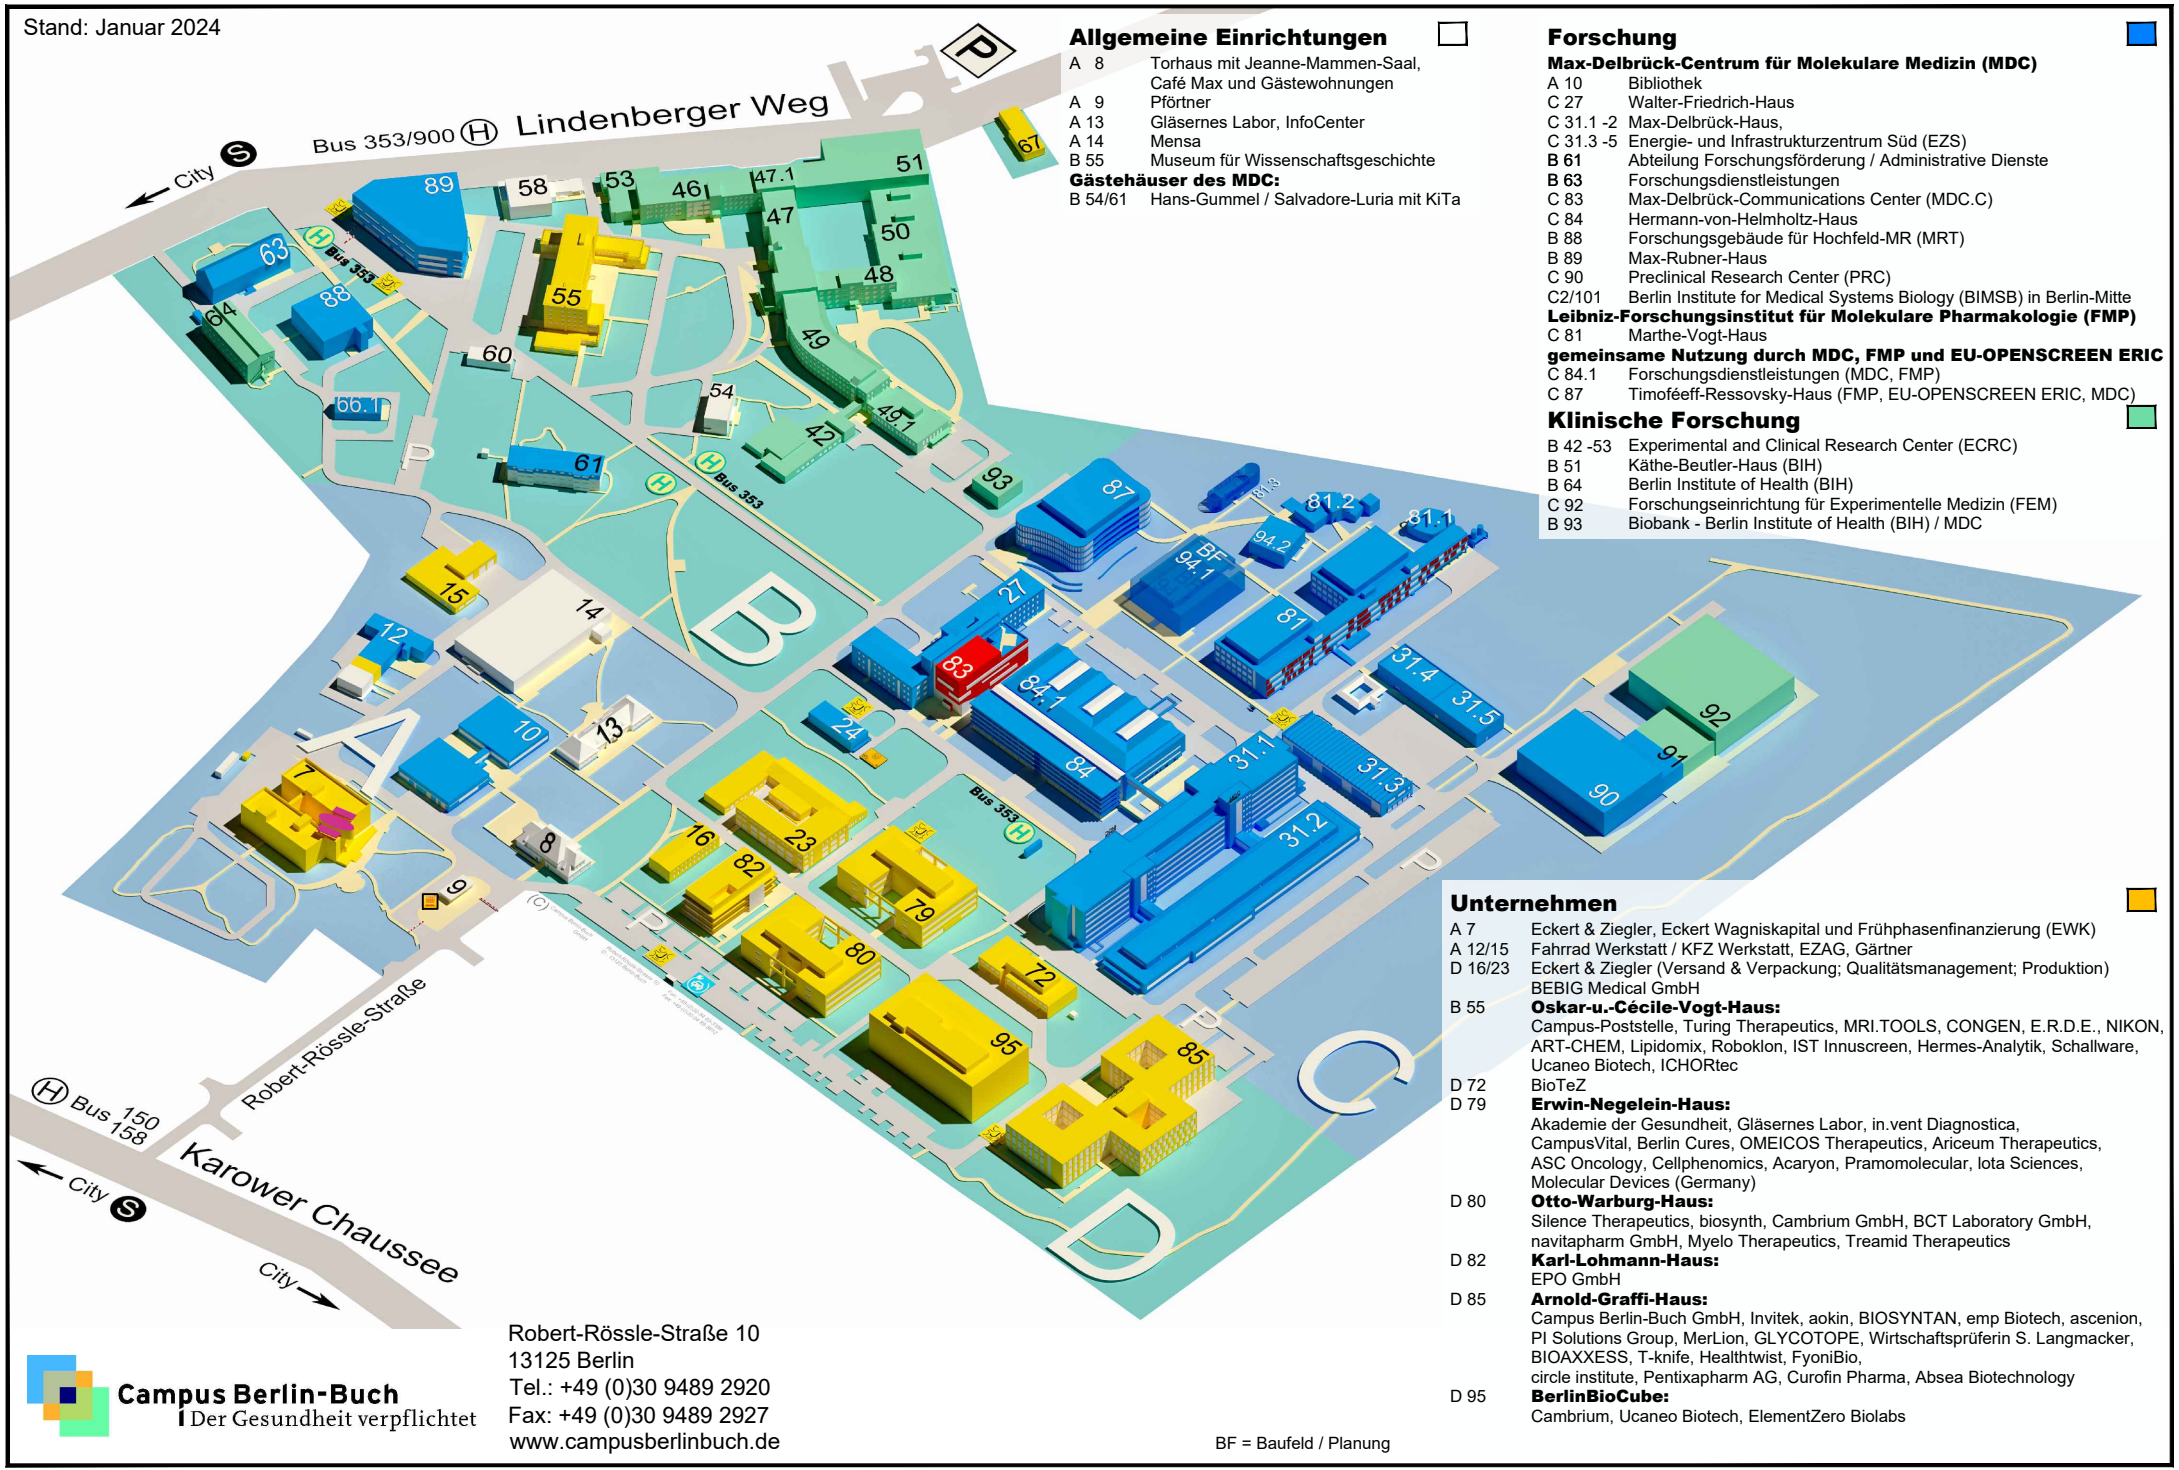 Stand: Januar 2024
P
Lindenberger Weg
Bus 353/900 H
City S
Allgemeine Einrichtungen
A 8 Torhaus mit Jeanne-Mammen-Saal,
Café Max und Gästewohnungen
A 9 Pförtner
A 13 Gläsernes Labor, InfoCenter
A 14 Mensa
B 55 Museum für Wissenschaftsgeschichte
Gästehäuser des MDC:
B 54/61 Hans-Gummel / Salvadore-Luria mit KiTa
Forschung
Max-Delbrück-Centrum für Molekulare Medizin (MDC)
A 10 Bibliothek
C 27 Walter-Friedrich-Haus
C 31.1 -2 Max-Delbrück-Haus,
C 31.3 -5 Energie- und Infrastrukturzentrum Süd (EZS)
B 61 Abteilung Forschungsförderung / Administrative Dienste
B 63 Forschungsdienstleistungen
C 83 Max-Delbrück-Communications Center (MDC.C)
C 84 Hermann-von-Helmholtz-Haus
B 88 Forschungsgebäude für Hochfeld-MR (MRT)
B 89 Max-Rubner-Haus
C 90 Preclinical Research Center (PRC)
C2/101 Berlin Institute for Medical Systems Biology (BIMSB) in Berlin-Mitte
Leibniz-Forschungsinstitut für Molekulare Pharmakologie (FMP)
C 81 Marthe-Vogt-Haus
gemeinsame Nutzung durch MDC, FMP und EU-OPENSCREEN ERIC
C 84.1 Forschungsdienstleistungen (MDC, FMP)
C 87 Timoféeff-Ressovsky-Haus (FMP, EU-OPENSCREEN ERIC, MDC)
Klinische Forschung
B 42 -53 Experimental and Clinical Research Center (ECRC)
B 51 Käthe-Beutler-Haus (BIH)
B 64 Berlin Institute of Health (BIH)
C 92 Forschungseinrichtung für Experimentelle Medizin (FEM)
B 93 Biobank - Berlin Institute of Health (BIH) / MDC
67
51
47.1
46
53
58
89
47
50
48
63
H
Bus 353
88
55
64
49
60
54
66.1
49.1
42
P
61
H
H
Bus 353
93
87
81.3
81.2
81.1
94.2
BF
94.1
15
14
12
B
27
81
83
84.1
31.4
31.5
92
91
90
A
10
13
24
84
31.1
31.3
31.2
7
Bus 353
H
23
16
82
8
9
79
80
72
P
P
P
95
85
C
D
(C)
Robert-Rössle-Straße
H Bus 150
158
Karower Chaussee
City S
City
Unternehmen
A 7 Eckert & Ziegler, Eckert Wagniskapital und Frühphasenfinanzierung (EWK)
A 12/15 Fahrrad Werkstatt / KFZ Werkstatt, EZAG, Gärtner
D 16/23 Eckert & Ziegler (Versand & Verpackung; Qualitätsmanagement; Produktion)
BEBIG Medical GmbH
B 55 Oskar-u.-Cécile-Vogt-Haus:
Campus-Poststelle, Turing Therapeutics, MRI.TOOLS, CONGEN, E.R.D.E., NIKON,
ART-CHEM, Lipidomix, Roboklon, IST Innuscreen, Hermes-Analytik, Schallware,
Ucaneo Biotech, ICHORtec
D 72 BioTeZ
D 79 Erwin-Negelein-Haus:
Akademie der Gesundheit, Gläsernes Labor, in.vent Diagnostica,
CampusVital, Berlin Cures, OMEICOS Therapeutics, Ariceum Therapeutics,
ASC Oncology, Cellphenomics, Acaryon, Pramomolecular, Iota Sciences,
Molecular Devices (Germany)
D 80 Otto-Warburg-Haus:
Silence Therapeutics, biosynth, Cambrium GmbH, BCT Laboratory GmbH,
navitapharm GmbH, Myelo Therapeutics, Treamid Therapeutics
D 82 Karl-Lohmann-Haus:
EPO GmbH
D 85 Arnold-Graffi-Haus:
Campus Berlin-Buch GmbH, Invitek, aokin, BIOSYNTAN, emp Biotech, ascenion,
PI Solutions Group, MerLion, GLYCOTOPE, Wirtschaftsprüferin S. Langmacker,
BIOAXXESS, T-knife, Healthtwist, FyoniBio,
circle institute, Pentixapharm AG, Curofin Pharma, Absea Biotechnology
D 95 BerlinBioCube:
Cambrium, Ucaneo Biotech, ElementZero Biolabs
BF = Baufeld / Planung
Campus Berlin-Buch
Der Gesundheit verpflichtet
Robert-Rössle-Straße 10
13125 Berlin
Tel.: +49 (0)30 9489 2920
Fax: +49 (0)30 9489 2927
www.campusberlinbuch.de